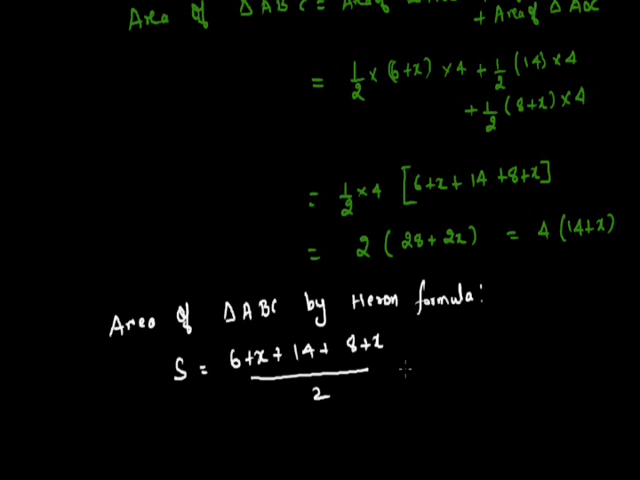 Area of ΔABC = Area of Δ
+ Area of Δ AOC
= 1/2 × (6+x) × 4 + 1/2 (14) × 4
+ 1/2 (8+x) × 4
= 1/2 × 4 [6+x + 14 + 8+x]
= 2 (28 + 2x) = 4 (14+x)
Area of ΔABC by Heron formula:
S = 6+x + 14 + 8+x / 2